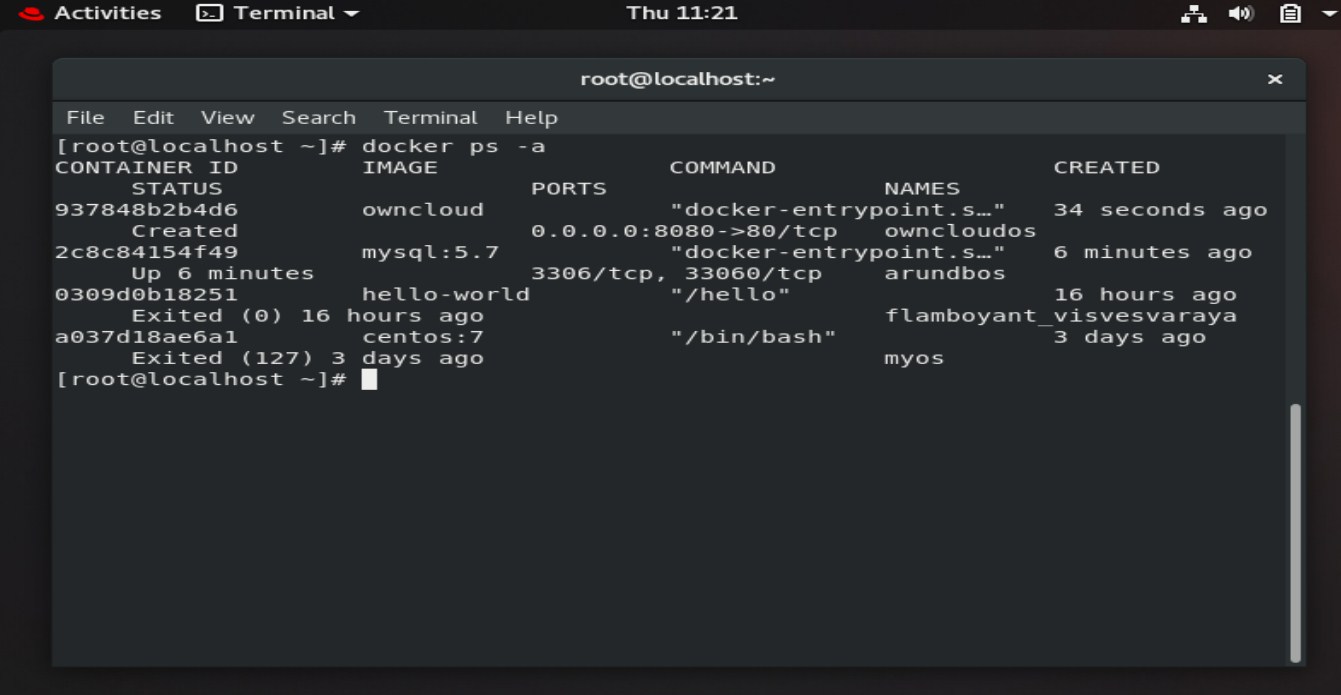 Activities Terminal Thu 11:21
root@localhost:~
File Edit View Search Terminal Help
[root@localhost ~]# docker ps -a
CONTAINER ID IMAGE COMMAND CREATED
STATUS PORTS NAMES
937848b2b4d6 owncloud "docker-entrypoint.s…" 34 seconds ago
Created 0.0.0.0:8080->80/tcp owncloudos
2c8c84154f49 mysql:5.7 "docker-entrypoint.s…" 6 minutes ago
Up 6 minutes 3306/tcp, 33060/tcp arundbos
0309d0b18251 hello-world "/hello" 16 hours ago
Exited (0) 16 hours ago flamboyant_visvesvaraya
a037d18ae6a1 centos:7 "/bin/bash" 3 days ago
Exited (127) 3 days ago myos
[root@localhost ~]#